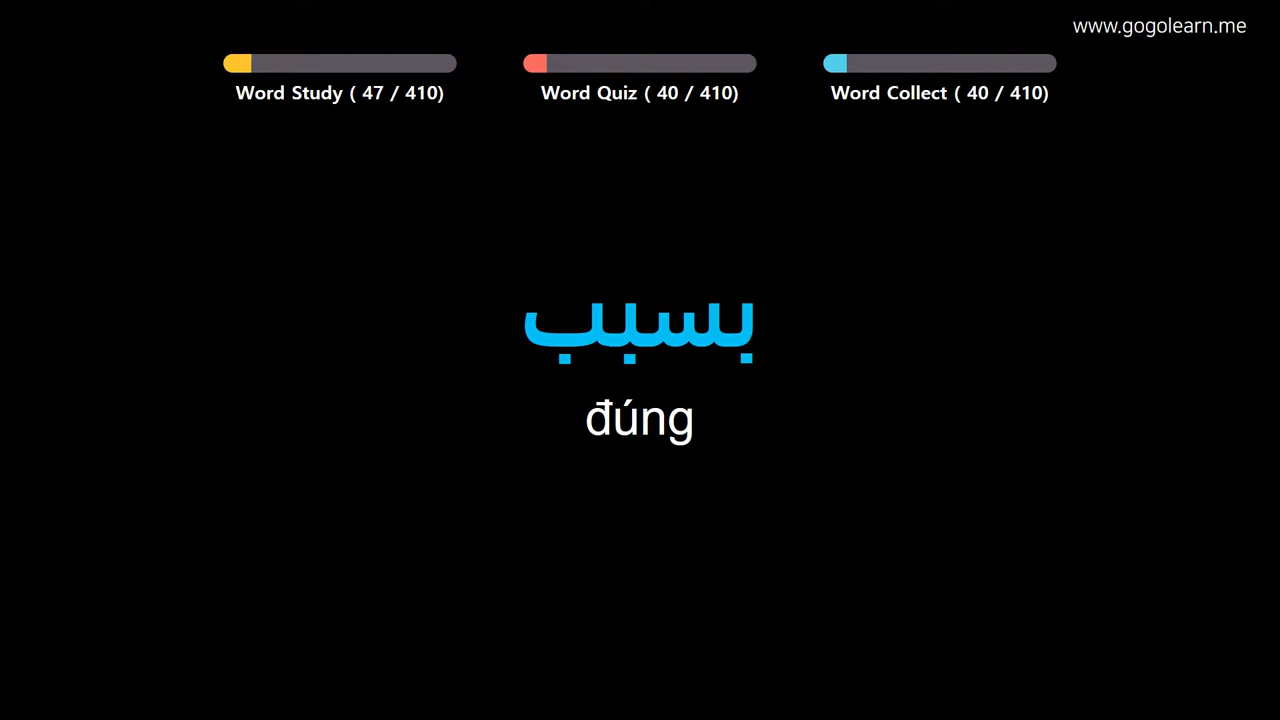 www.gogolearn.me
Word Study ( 47 / 410)
Word Quiz ( 40 / 410)
Word Collect ( 40 / 410)
بسبب
đúng